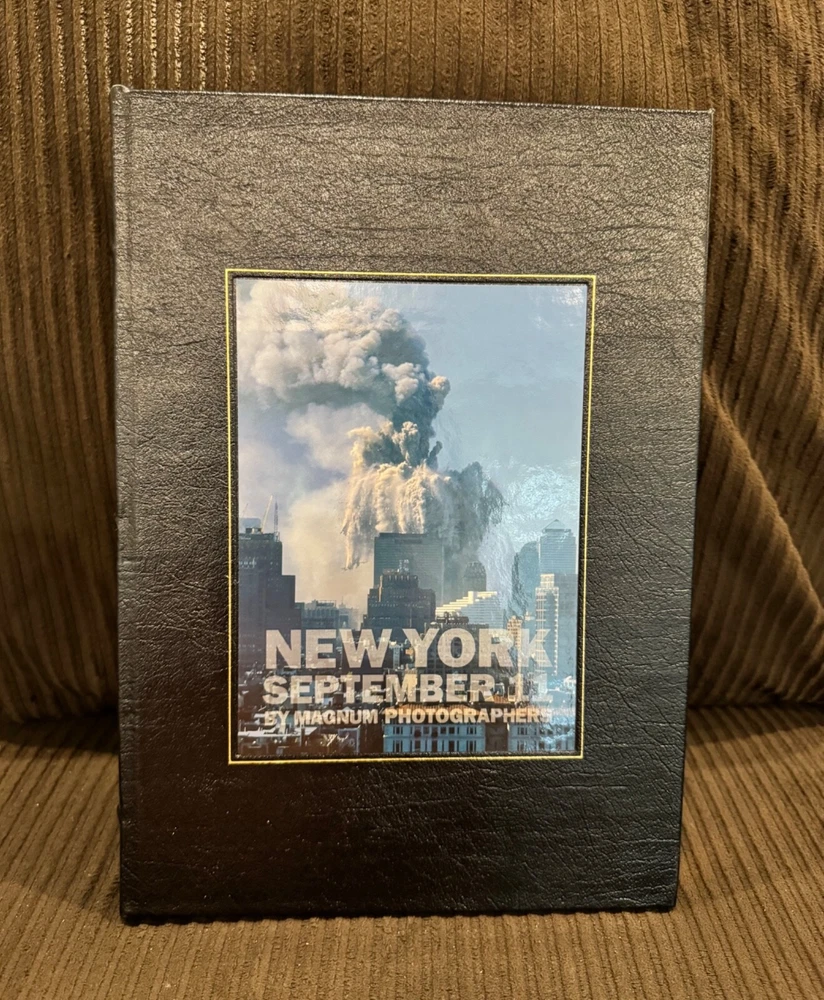 NEW YORK
SEPTEMBER 11
BY MAGNUM PHOTOGRAPHERS